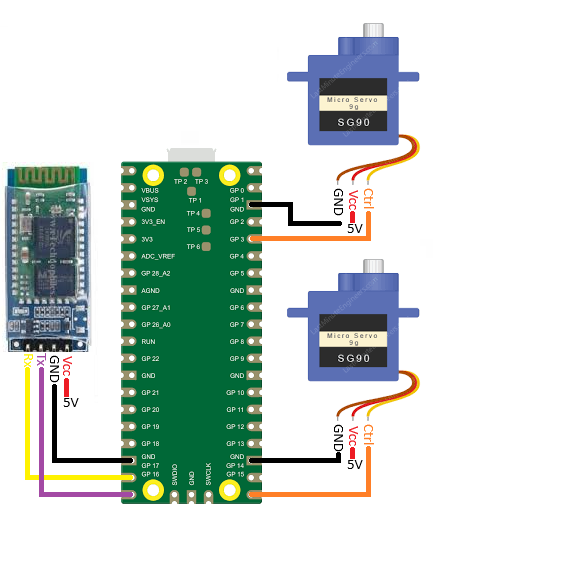 Micro Servo
9g
SG90
GND
Vcc
Ctrl
5V
TP 2
TP 3
TP 1
TP 4
TP 5
TP 6
VBUS
VSYS
GND
3V3_EN
3V3
ADC_VREF
GP 28_A2
AGND
GP 27_A1
GP 26_A0
RUN
GP 22
GND
GP 21
GP 20
GP 19
GP 18
GND
GP 17
GP 16
GP 0
GP 1
GND
GP 2
GP 3
GP 4
GP 5
GND
GP 6
GP 7
GP 8
GP 9
GND
GP 10
GP 11
GP 12
GP 13
GND
GP 14
GP 15
SWDIO
GND
SWCLK
Rx
Tx
GND
Vcc
5V
Micro Servo
9g
SG90
GND
Vcc
Ctrl
5V